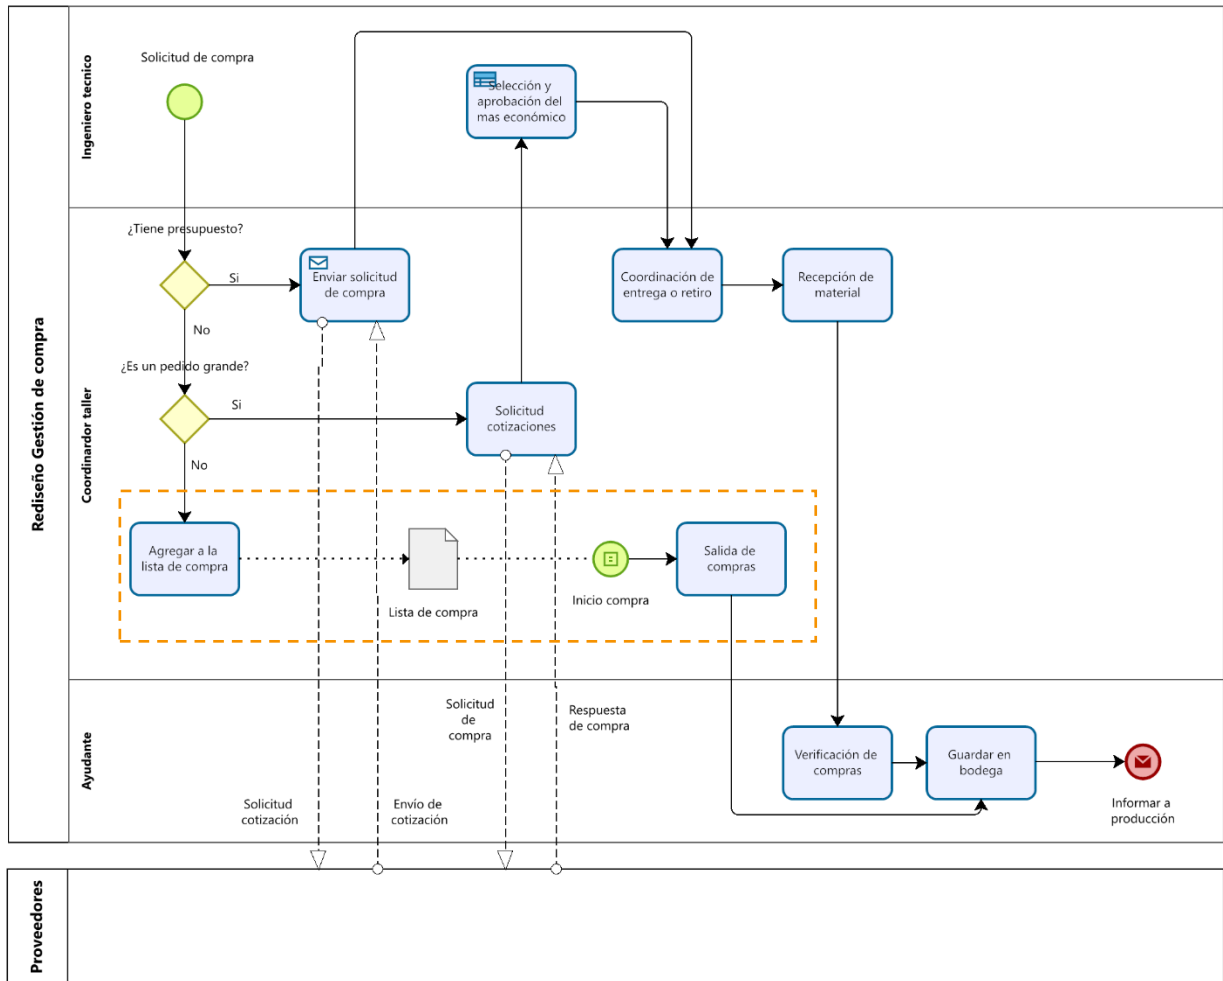 Rediseño Gestión de compra
Ingeniero tecnico
Solicitud de compra
Selección y
aprobación del
mas económico
Coordinardor taller
¿Tiene presupuesto?
Si
No
Enviar solicitud
de compra
Coordinación de
entrega o retiro
Recepción de
material
¿Es un pedido grande?
Si
No
Solicitud
cotizaciones
Agregar a la
lista de compra
Lista de compra
Inicio compra
Salida de
compras
Ayudante
Solicitud
cotización
Envío de
cotización
Solicitud
de
compra
Respuesta
de compra
Verificación de
compras
Guardar en
bodega
Informar a
producción
Proveedores